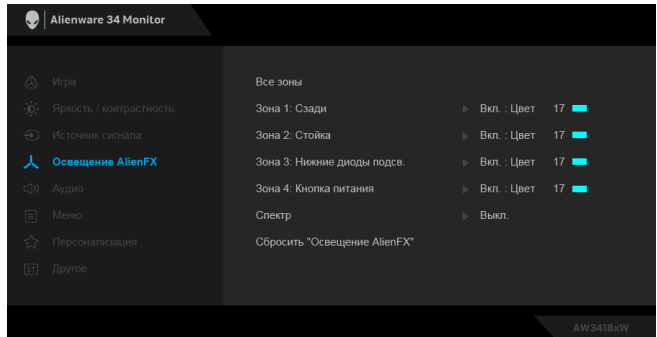 Alienware 34 Monitor
Игра
Все зоны
Яркость / контрастность
Зона 1: Сзади Вкл. : Цвет 17
Источник сигнала
Зона 2: Стойка Вкл. : Цвет 17
Освещение AlienFX
Зона 3: Нижние диоды подсв. Вкл. : Цвет 17
Аудио
Зона 4: Кнопка питания Вкл. : Цвет 17
Меню
Спектр Выкл.
Персонализация
Сбросить "Освещение AlienFX"
Другое
AW3418xW